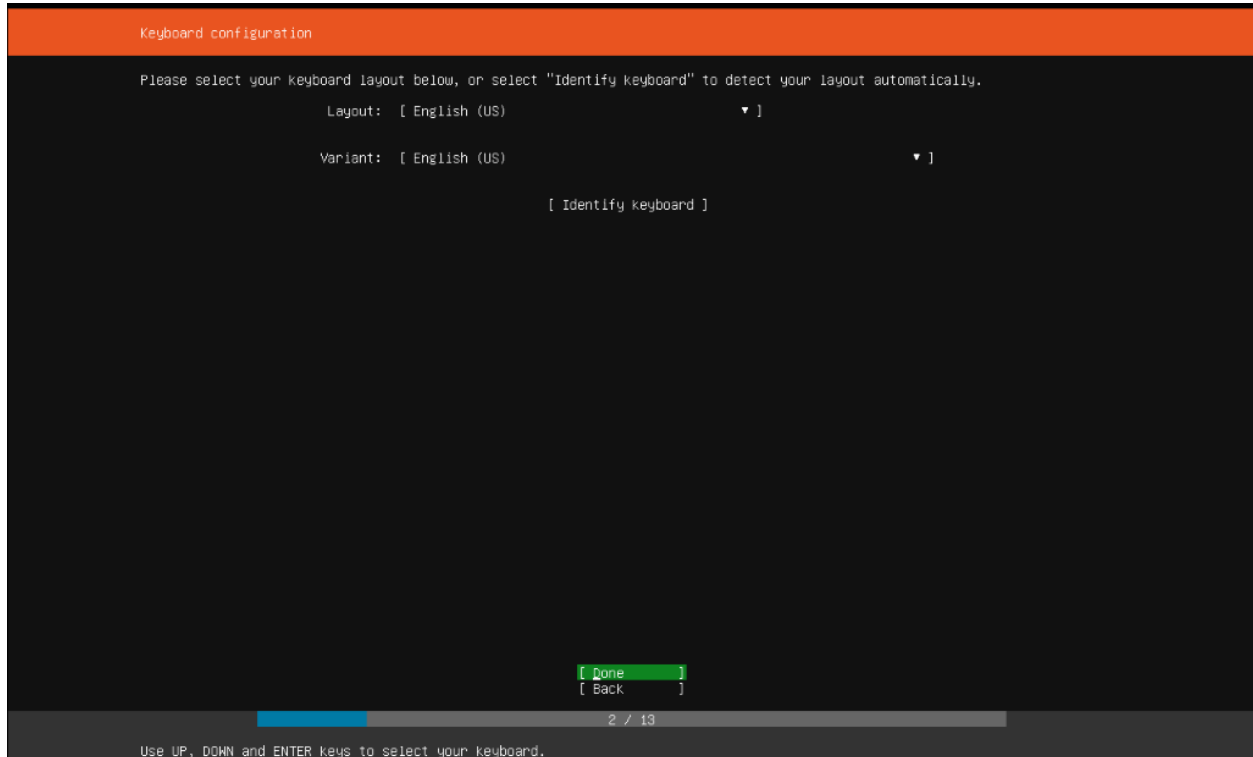 Keyboard configuration
Please select your keyboard layout below, or select "Identify keyboard" to detect your layout automatically.
Layout: [ English (US) ▾ ]
Variant: [ English (US) ▾ ]
[ Identify keyboard ]
[ Done ]
[ Back ]
2 / 13
Use UP, DOWN and ENTER keys to select your keyboard.